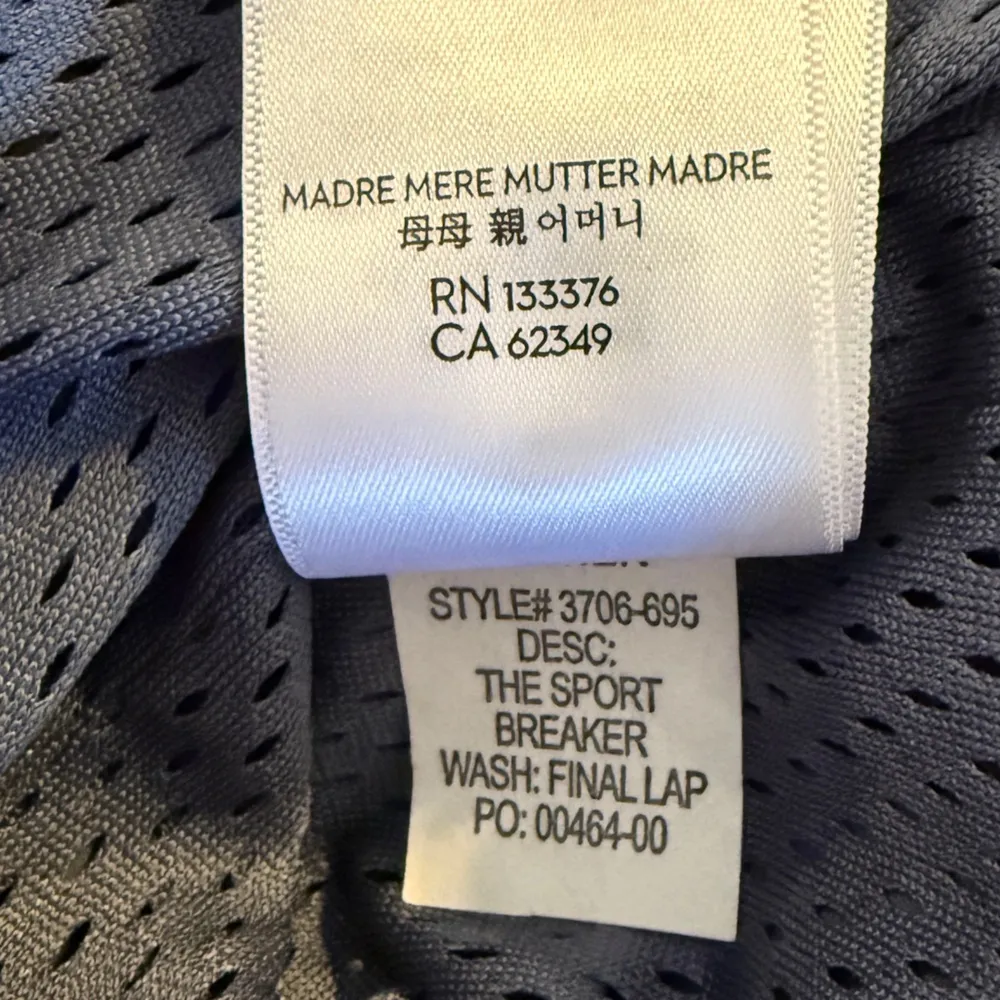 MADRE MERE MUTTER MADRE
母母 親 어머니
RN 133376
CA 62349
STYLE# 3706-695
DESC:
THE SPORT
BREAKER
WASH: FINAL LAP
PO: 00464-00